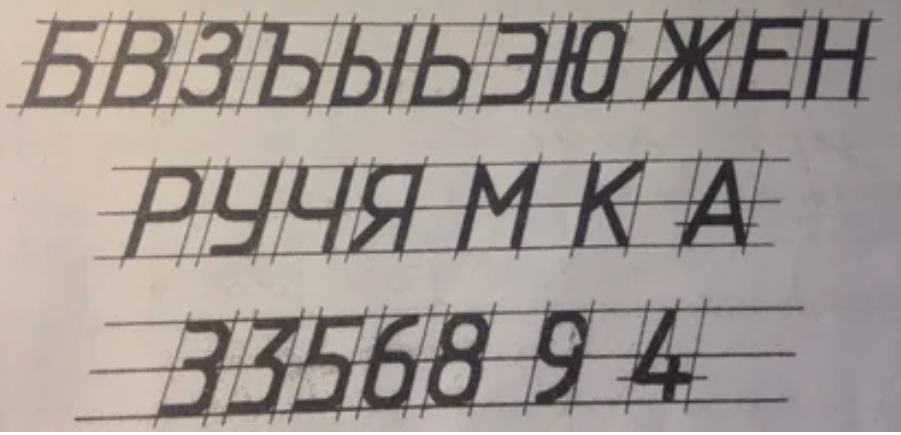 БВЗЪЫЬЭЮ ЖЕН
РУЧЯ М К А
33568 9 4